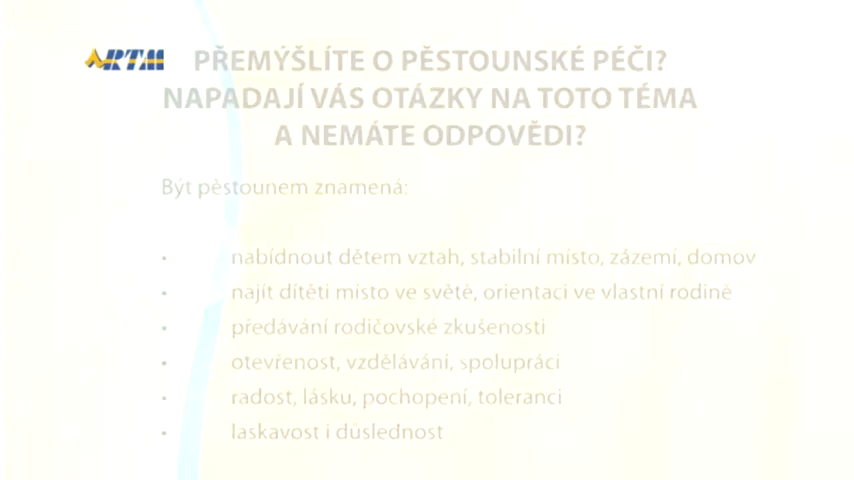 RTM
PŘEMÝŠLÍTE O PĚSTOUNSKÉ PÉČI?
NAPADAJÍ VÁS OTÁZKY NA TOTO TÉMA
A NEMÁTE ODPOVĚDI?
Být pěstounem znamená:
• nabídnout dětem vztah, stabilní místo, zázemí, domov
• najít dítěti místo ve světě, orientaci ve vlastní rodině
• předávání rodičovské zkušenosti
• otevřenost, vzdělávání, spolupráci
• radost, lásku, pochopení, toleranci
• laskavost i důslednost